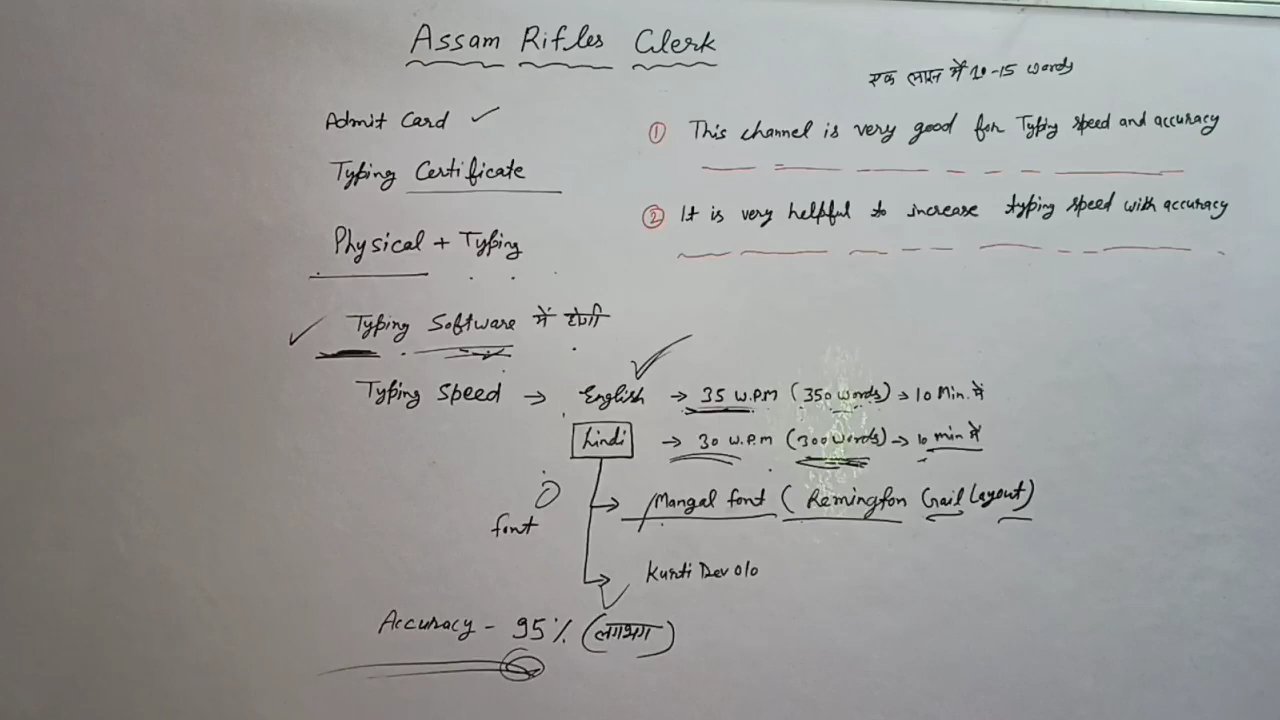 Assam Rifles Clerk
एक लाइन में 10-15 words
Admit Card ✓
Typing Certificate
Physical + Typing
① This channel is very good for Typing speed and accuracy
② It is very helpful to increase typing speed with accuracy
✓ Typing Software में होगी
Typing Speed → English → 35 W.P.M (350 words) → 10 Min. में
hindi → 30 W.P.M (300 words) → 10 min में
font → Mangal font (Remington Gail Layout)
→ Kurti Dev 010
Accuracy - 95% (लगभग)